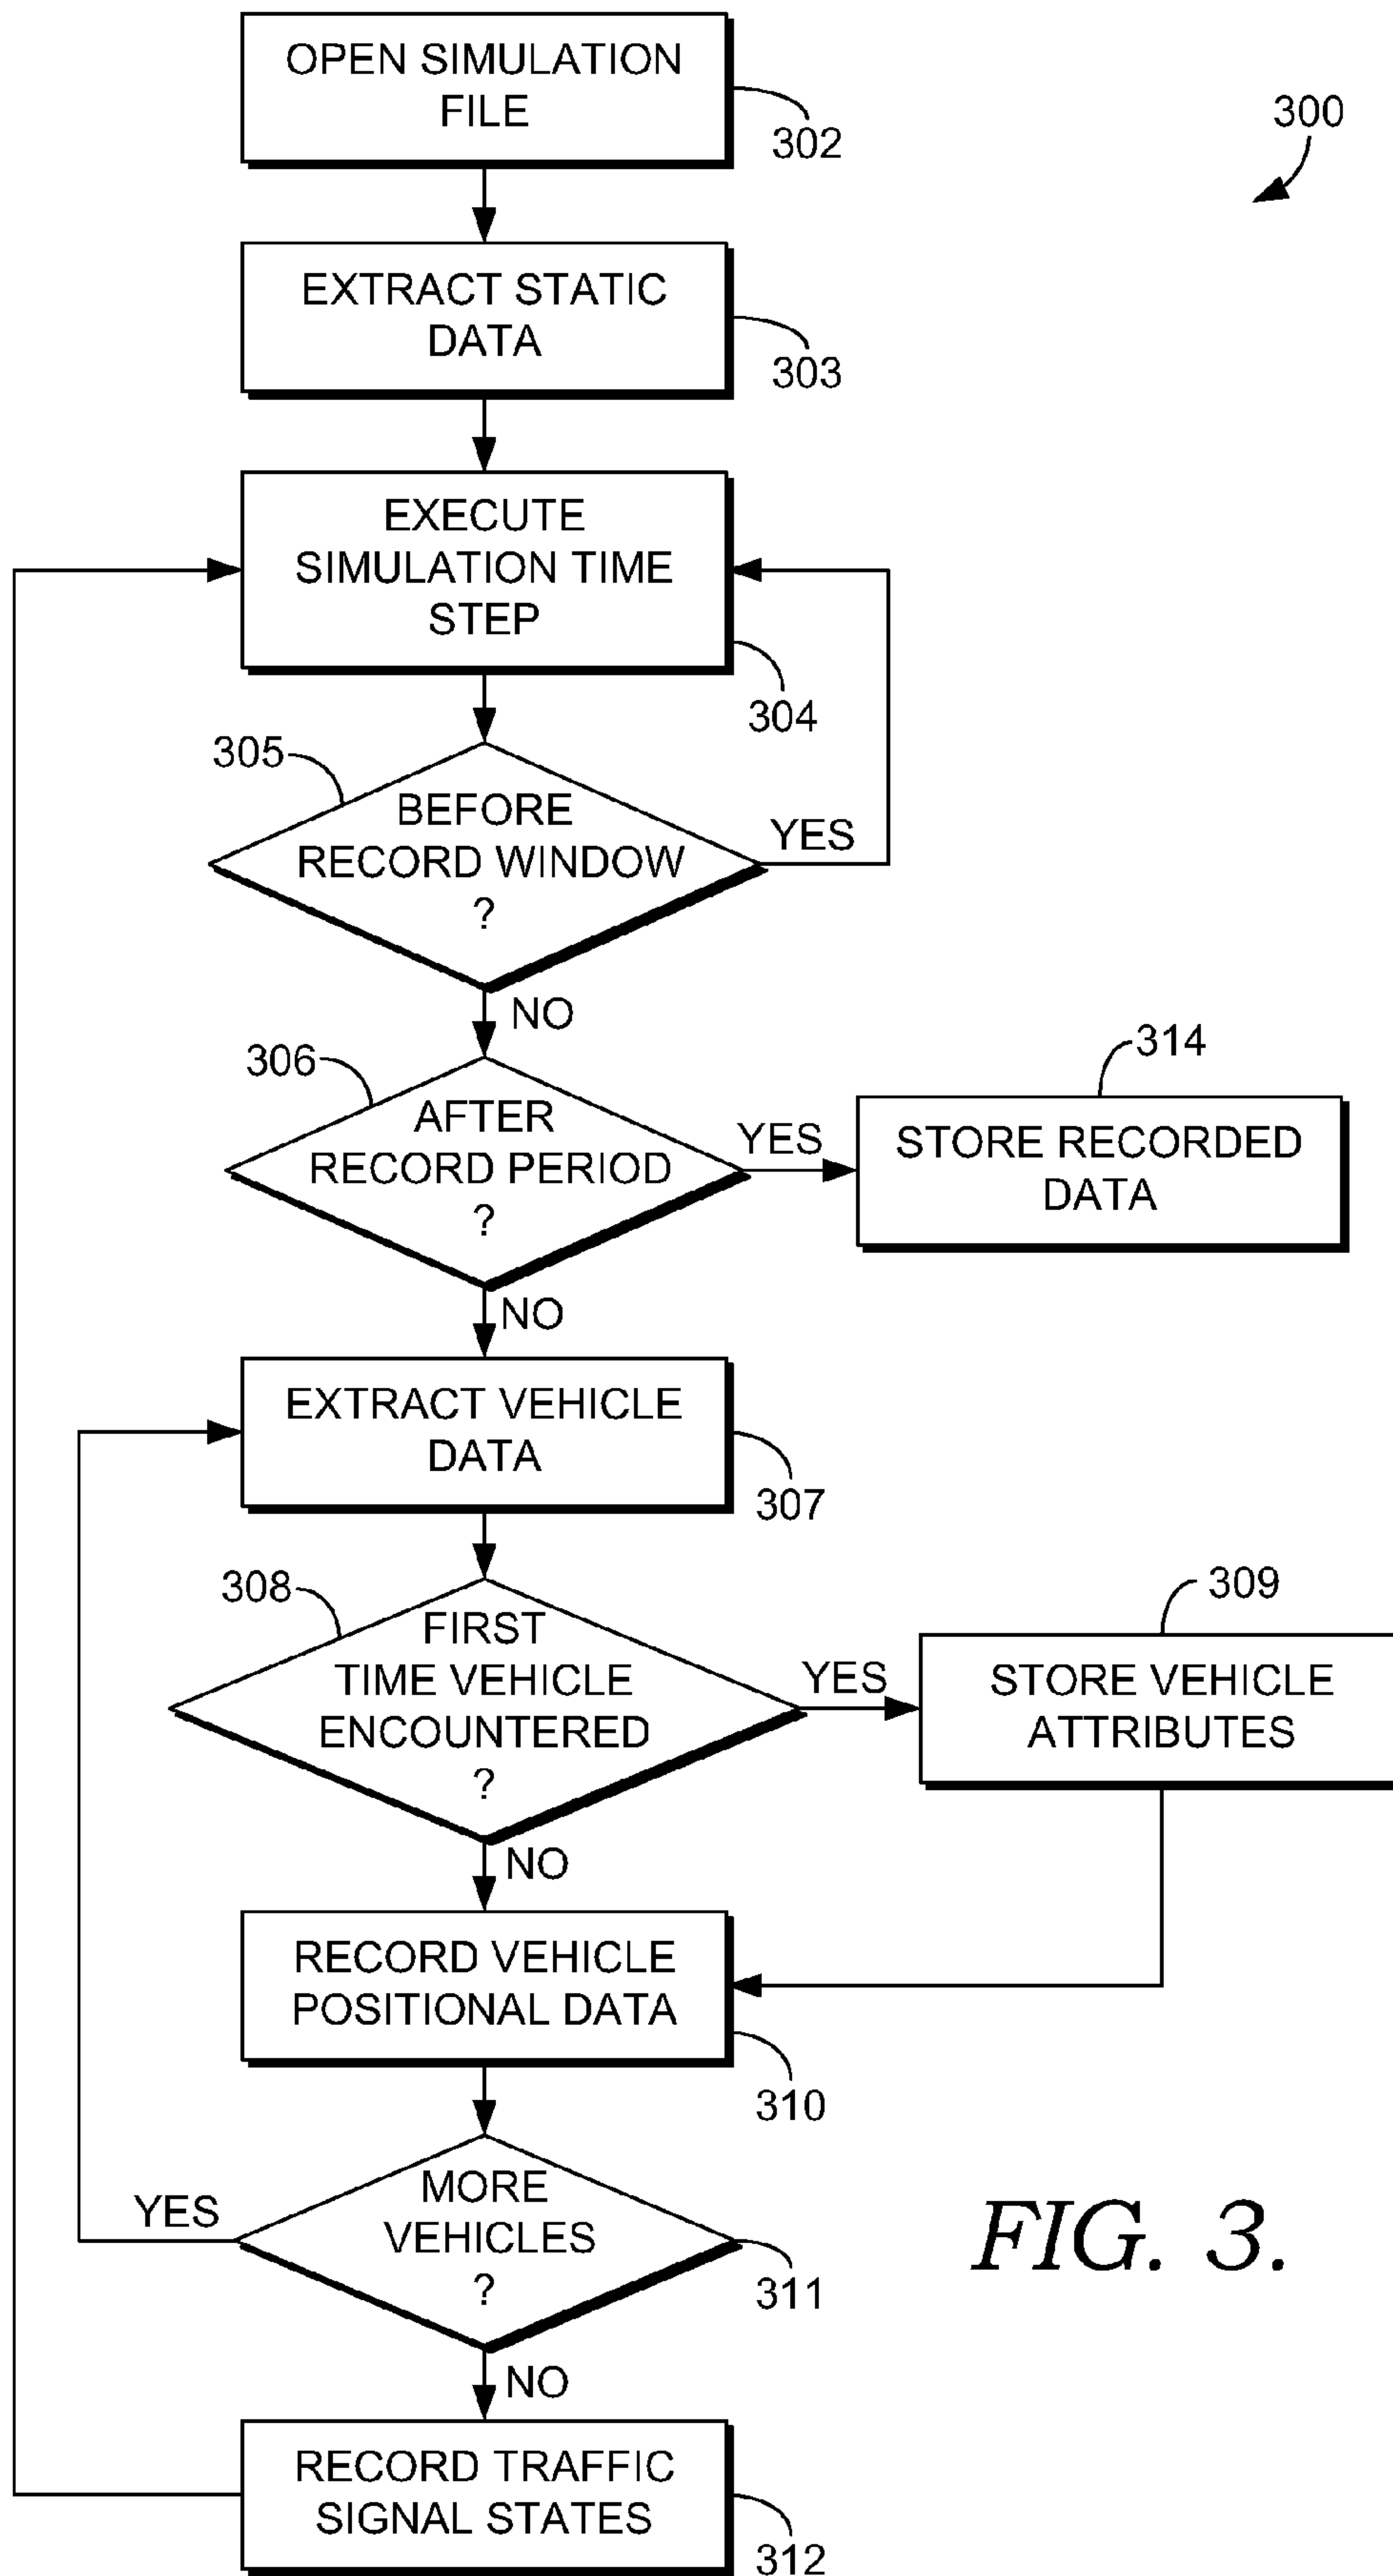 OPEN SIMULATION
FILE
302
300
EXTRACT STATIC
DATA
303
EXECUTE
SIMULATION TIME
STEP
304
305
BEFORE
RECORD WINDOW
?
YES
NO
306
AFTER
RECORD PERIOD
?
YES
314
STORE RECORDED
DATA
NO
EXTRACT VEHICLE
DATA
307
308
FIRST
TIME VEHICLE
ENCOUNTERED
?
YES
309
STORE VEHICLE
ATTRIBUTES
NO
RECORD VEHICLE
POSITIONAL DATA
310
MORE
VEHICLES
?
YES
311
FIG. 3.
NO
RECORD TRAFFIC
SIGNAL STATES
312